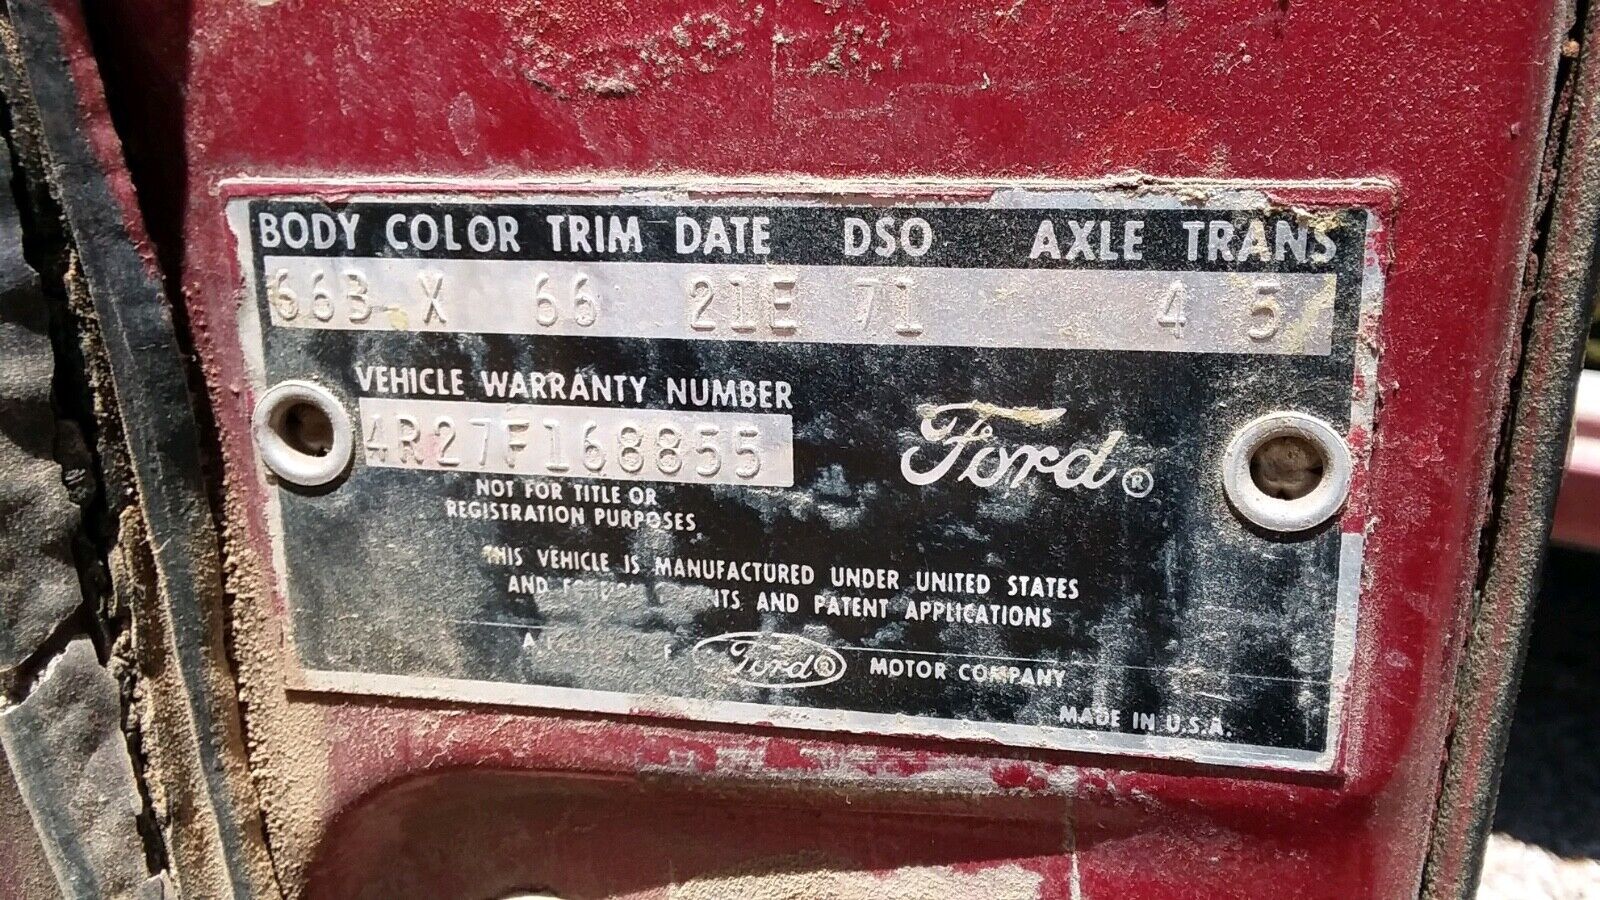 BODY COLOR TRIM DATE DSO AXLE TRANS
66B X 66 21E 71 4 5
VEHICLE WARRANTY NUMBER
4R27F168855
Ford®
NOT FOR TITLE OR
REGISTRATION PURPOSES
THIS VEHICLE IS MANUFACTURED UNDER UNITED STATES
AND AND PATENT APPLICATIONS
Ford® MOTOR COMPANY
MADE IN U.S.A.